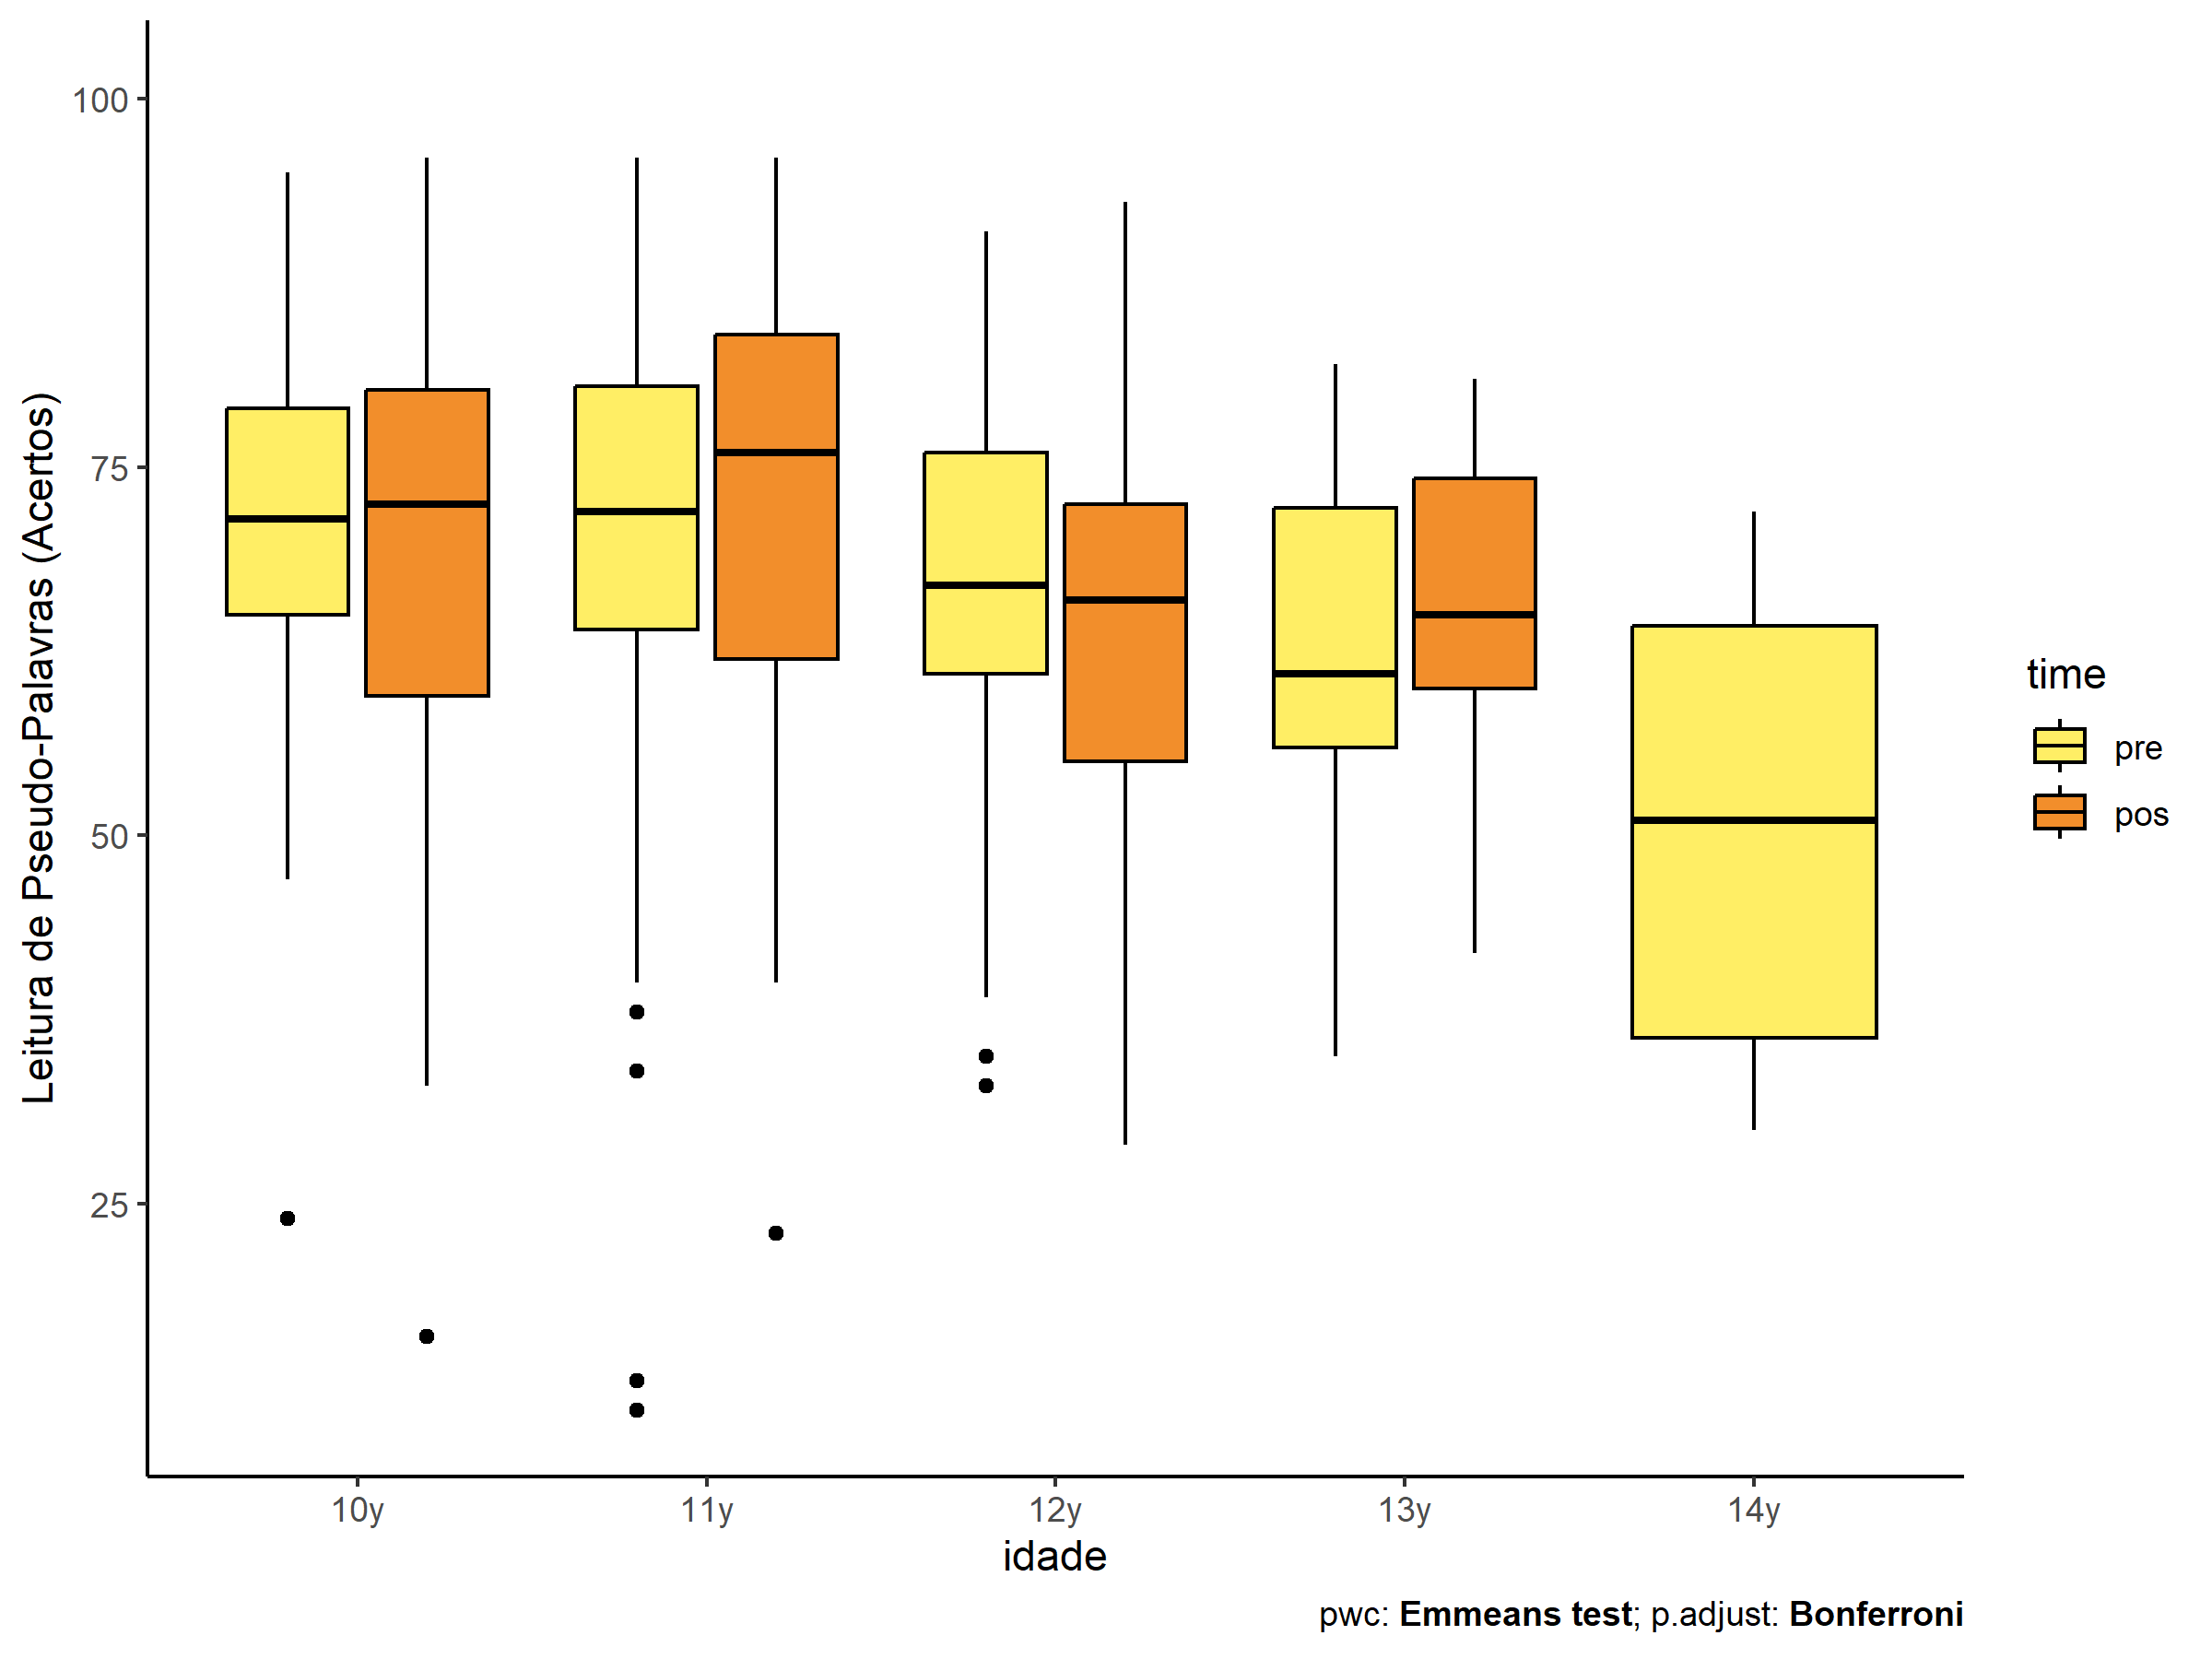 Leitura de Pseudo-Palavras (Acertos)
100
75
50
25
10y 11y 12y 13y 14y
idade
time
pre
pos
pwc: Emmeans test; p.adjust: Bonferroni